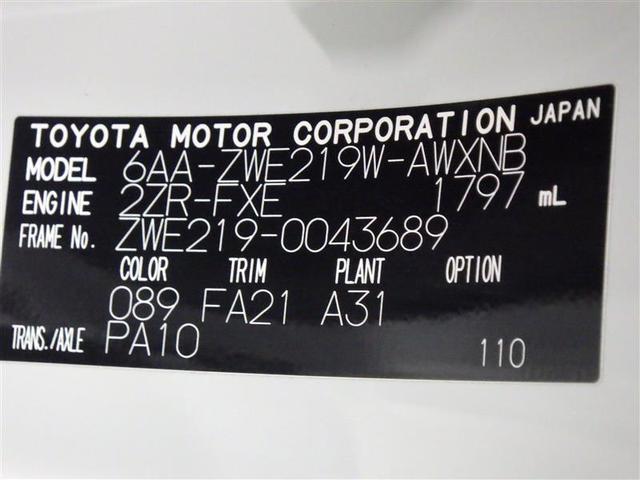 TOYOTA MOTOR CORPORATION JAPAN
MODEL 6AA-ZWE219W-AWXNB
ENGINE 2ZR-FXE 1797 mL
FRAME No. ZWE219-0043689
COLOR TRIM PLANT OPTION
089 FA21 A31
TRANS./AXLE PA10 110